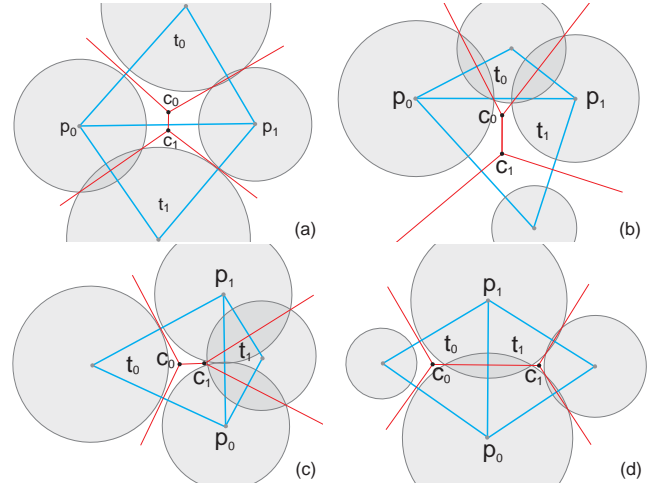 t₀
c₀
p₀
p₁
c₁
t₁
(a)
t₀
p₀
p₁
c₀
t₁
c₁
(b)
p₁
t₀
c₀
t₁
c₁
p₀
(c)
p₁
t₀
t₁
c₀
c₁
p₀
(d)